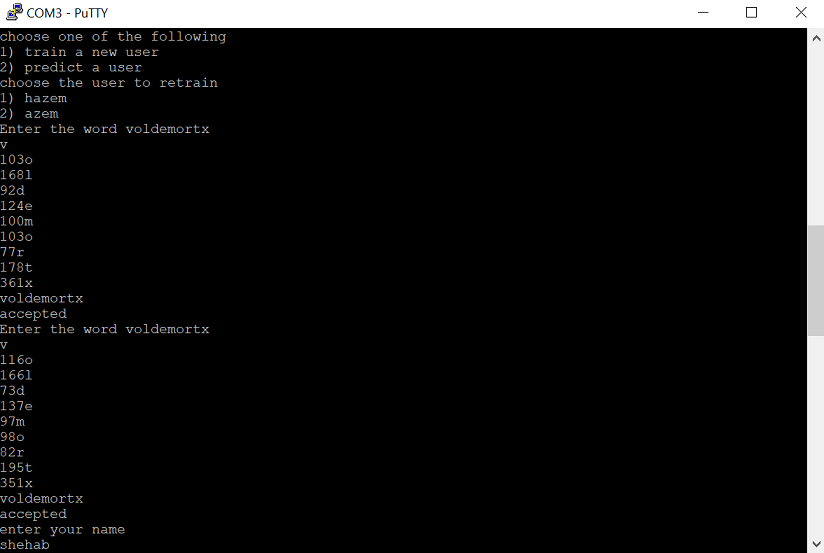 COM3 - PuTTY
choose one of the following
1) train a new user
2) predict a user
choose the user to retrain
1) hazem
2) azem
Enter the word voldemortx
v
103o
168l
92d
124e
100m
103o
77r
178t
361x
voldemortx
accepted
Enter the word voldemortx
v
116o
166l
73d
137e
97m
98o
82r
195t
351x
voldemortx
accepted
enter your name
shehab